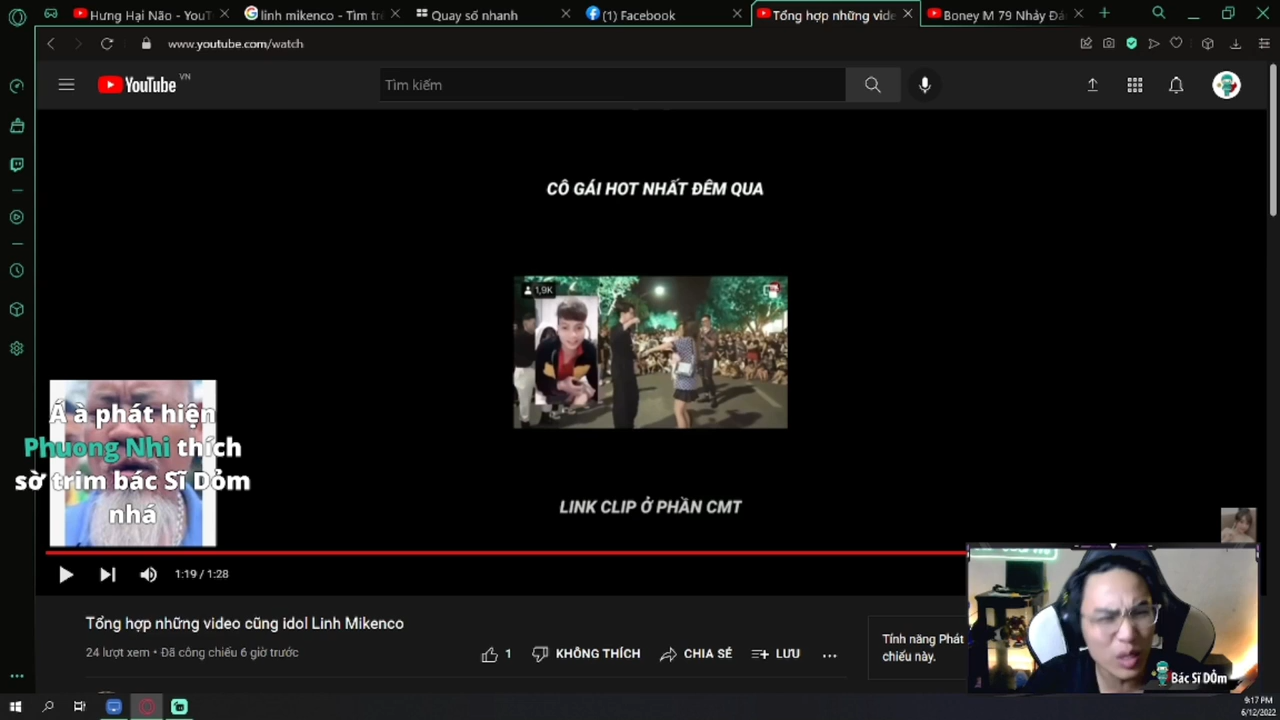 Hưng Hại Não - YouT
linh mikenco - Tìm trê
Quay số nhanh
(1) Facebook
Tổng hợp những vide
Boney M 79 Nhảy Đầ
www.youtube.com/watch
YouTube VN
Tìm kiếm
CÔ GÁI HOT NHẤT ĐÊM QUA
1,9K
Á à phát hiện
Phuong Nhi thích
sờ trim bác Sĩ Dỏm
nhá
LINK CLIP Ở PHẦN CMT
1:19 / 1:28
Tổng hợp những video cũng idol Linh Mikenco
24 lượt xem • Đã công chiếu 6 giờ trước
1
KHÔNG THÍCH
CHIA SẺ
LƯU
Tính năng Phát
chiếu này.
Bác Sĩ Dỏm
9:17 PM
6/12/2022